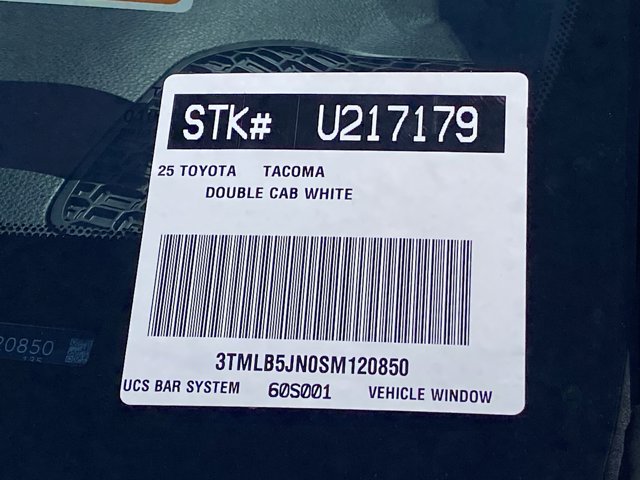 STK# U217179
25 TOYOTA TACOMA
DOUBLE CAB WHITE
3TMLB5JN0SM120850
UCS BAR SYSTEM 60S001 VEHICLE WINDOW
20850